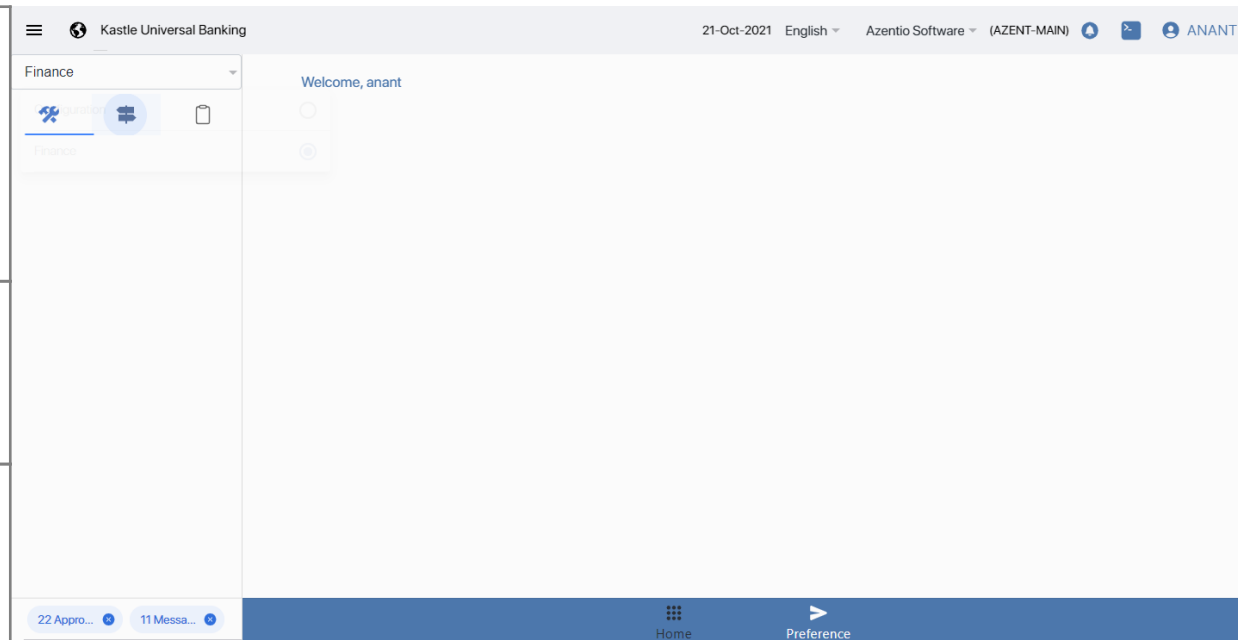 Kastle Universal Banking 21-Oct-2021 English Azentio Software (AZENT-MAIN) ANANT
Finance
Welcome, anant
Finance
22 Appro... 11 Messa...
Home Preference